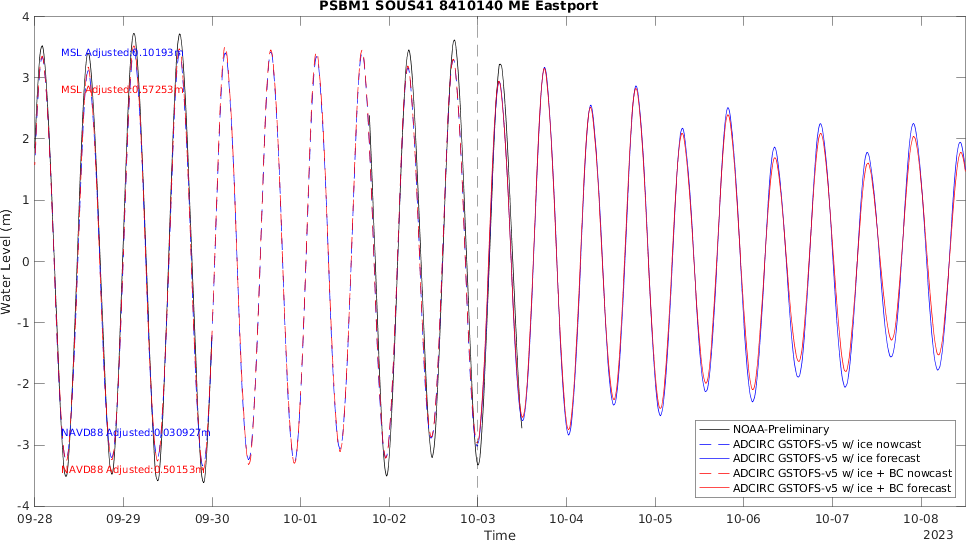 PSBM1 SOUS41 8410140 ME Eastport
4
3
2
1
0
-1
-2
-3
-4
Water Level (m)
MSL Adjusted:0.10193m
MSL Adjusted:0.57253m
NAVD88 Adjusted:0.030927m
NAVD88 Adjusted:0.50153m
NOAA-Preliminary
ADCIRC GSTOFS-v5 w/ ice nowcast
ADCIRC GSTOFS-v5 w/ ice forecast
ADCIRC GSTOFS-v5 w/ ice + BC nowcast
ADCIRC GSTOFS-v5 w/ ice + BC forecast
09-28 09-29 09-30 10-01 10-02 10-03 10-04 10-05 10-06 10-07 10-08
Time
2023